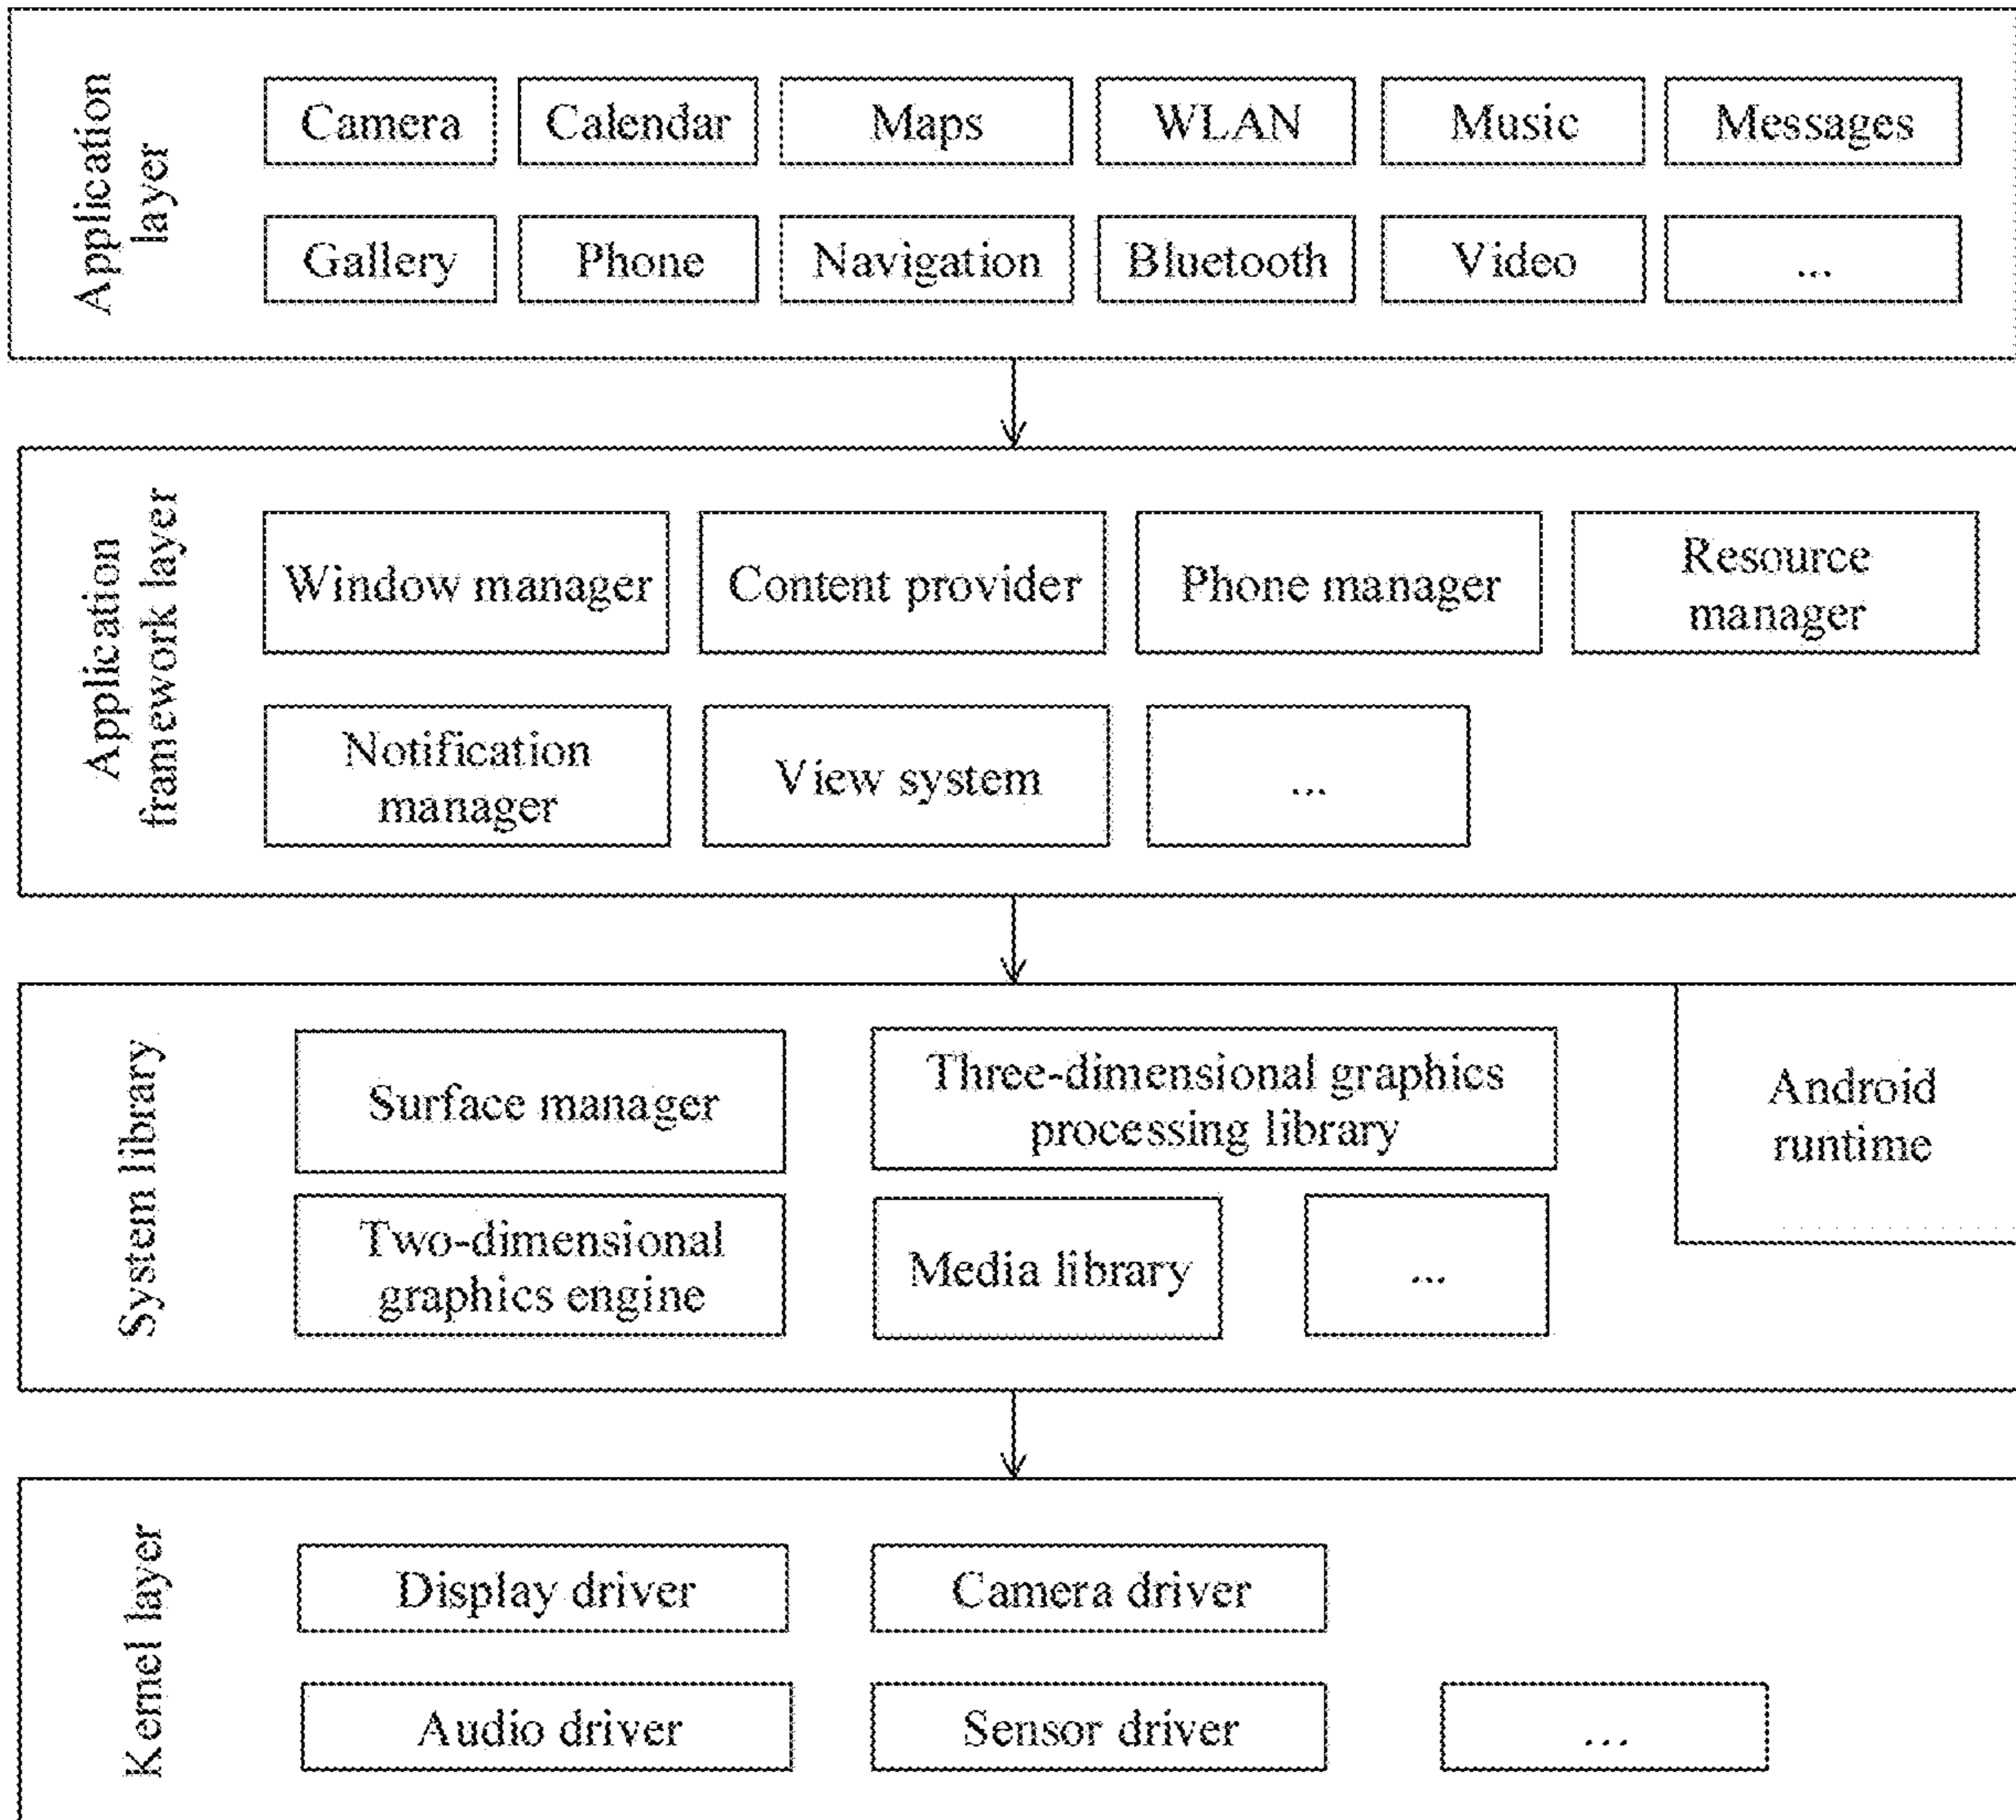 Application
layer
Camera
Calendar
Maps
WLAN
Music
Messages
Gallery
Phone
Navigation
Bluetooth
Video
...
Application
framework layer
Window manager
Content provider
Phone manager
Resource
manager
Notification
manager
View system
...
System library
Surface manager
Three-dimensional graphics
processing library
Android
runtime
Two-dimensional
graphics engine
Media library
...
Kernel layer
Display driver
Camera driver
Audio driver
Sensor driver
...